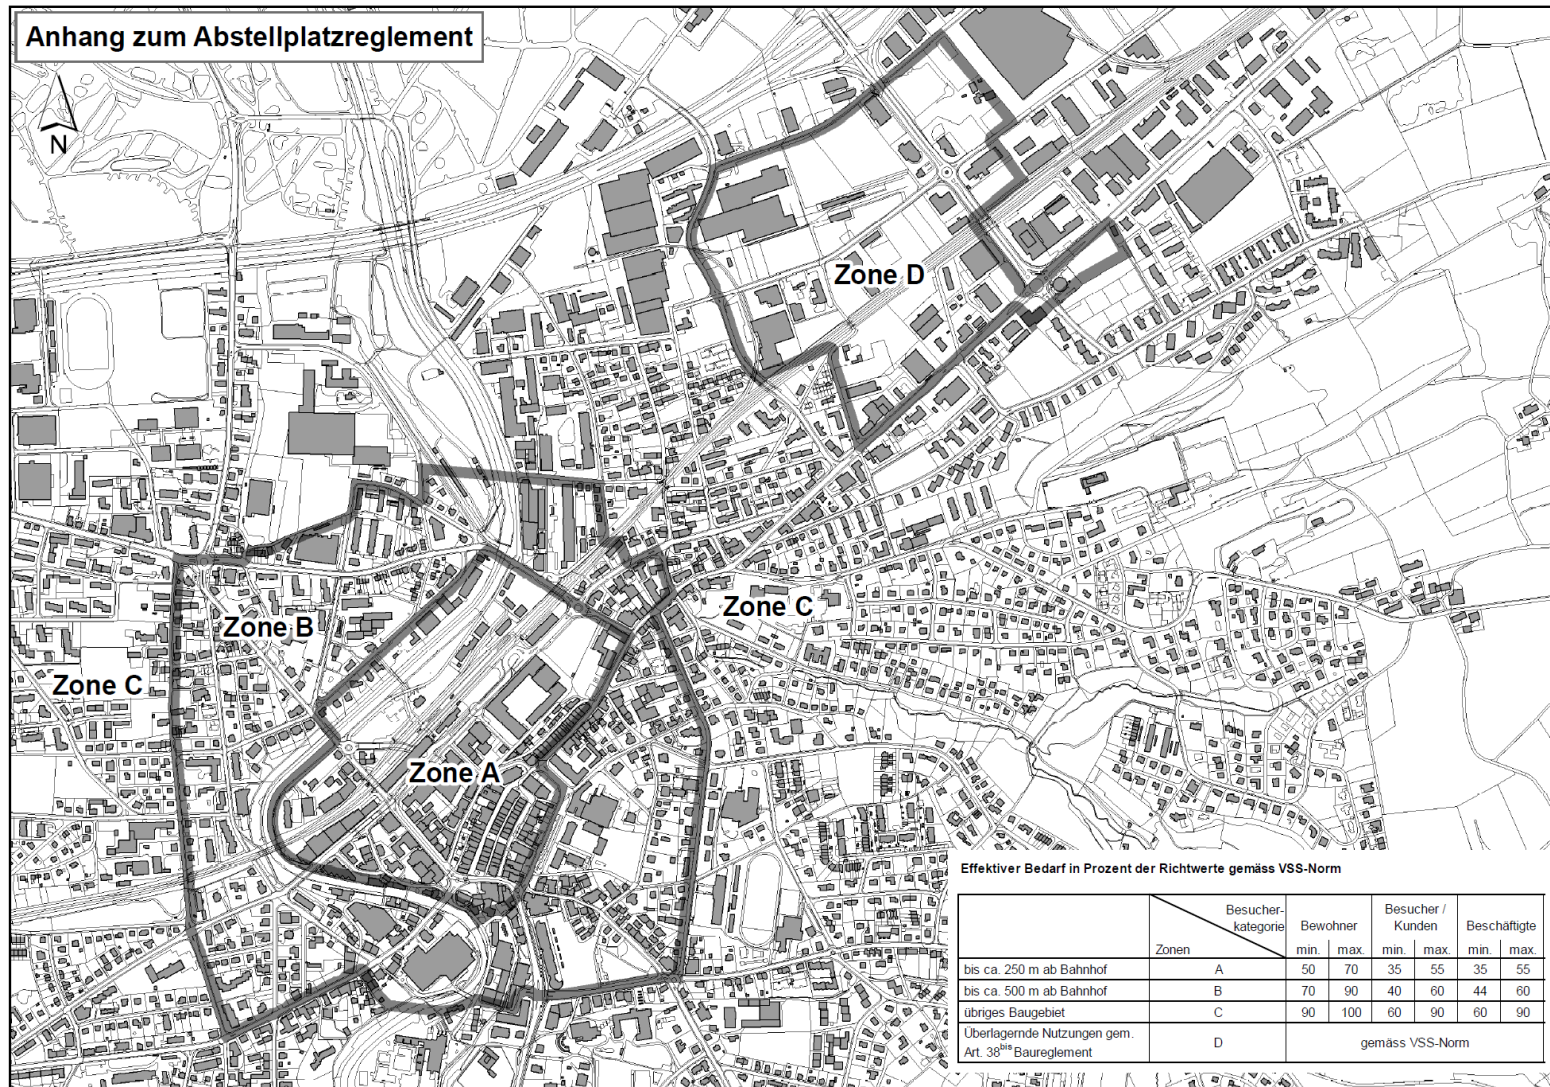 Anhang zum Abstellplatzreglement
N
Zone D
Zone C
Zone B
Zone C
Zone A
Effektiver Bedarf in Prozent der Richtwerte gemäss VSS-Norm
Besucher-
kategorie
Zonen
Bewohner
Besucher /
Kunden
Beschäftigte
min. max. min. max. min. max.
bis ca. 250 m ab Bahnhof A 50 70 35 55 35 55
bis ca. 500 m ab Bahnhof B 70 90 40 60 44 60
übriges Baugebiet C 90 100 60 90 60 90
Überlagernde Nutzungen gem.
Art. 38bis Baureglement D gemäss VSS-Norm